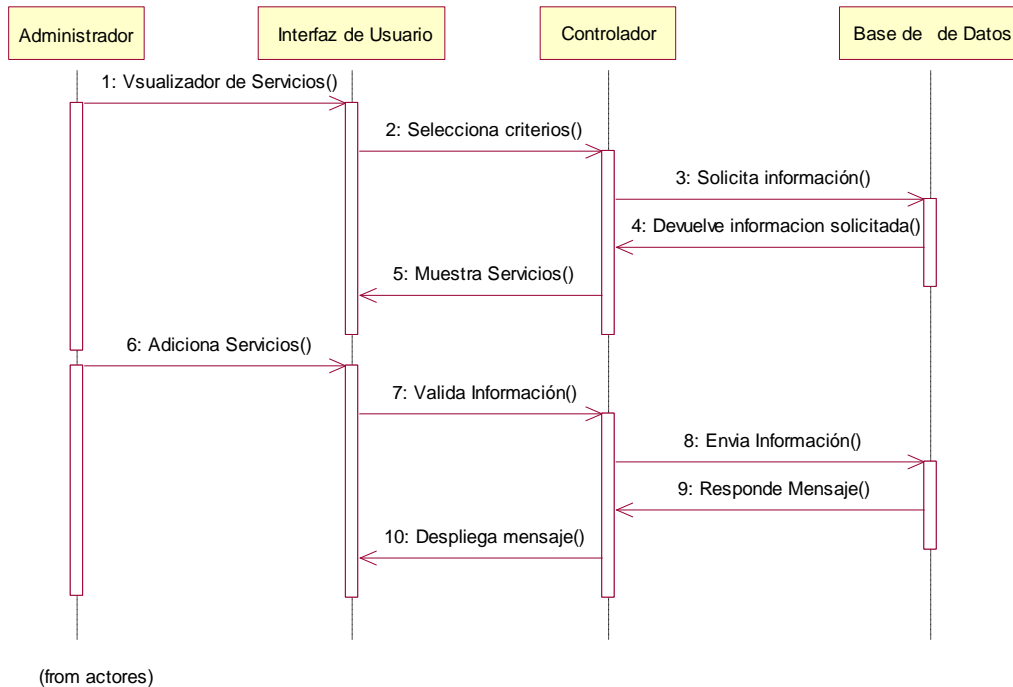 Administrador
Interfaz de Usuario
Controlador
Base de de Datos
1: Vsualizador de Servicios()
2: Selecciona criterios()
3: Solicita información()
4: Devuelve informacion solicitada()
5: Muestra Servicios()
6: Adiciona Servicios()
7: Valida Información()
8: Envia Información()
9: Responde Mensaje()
10: Despliega mensaje()
(from actores)